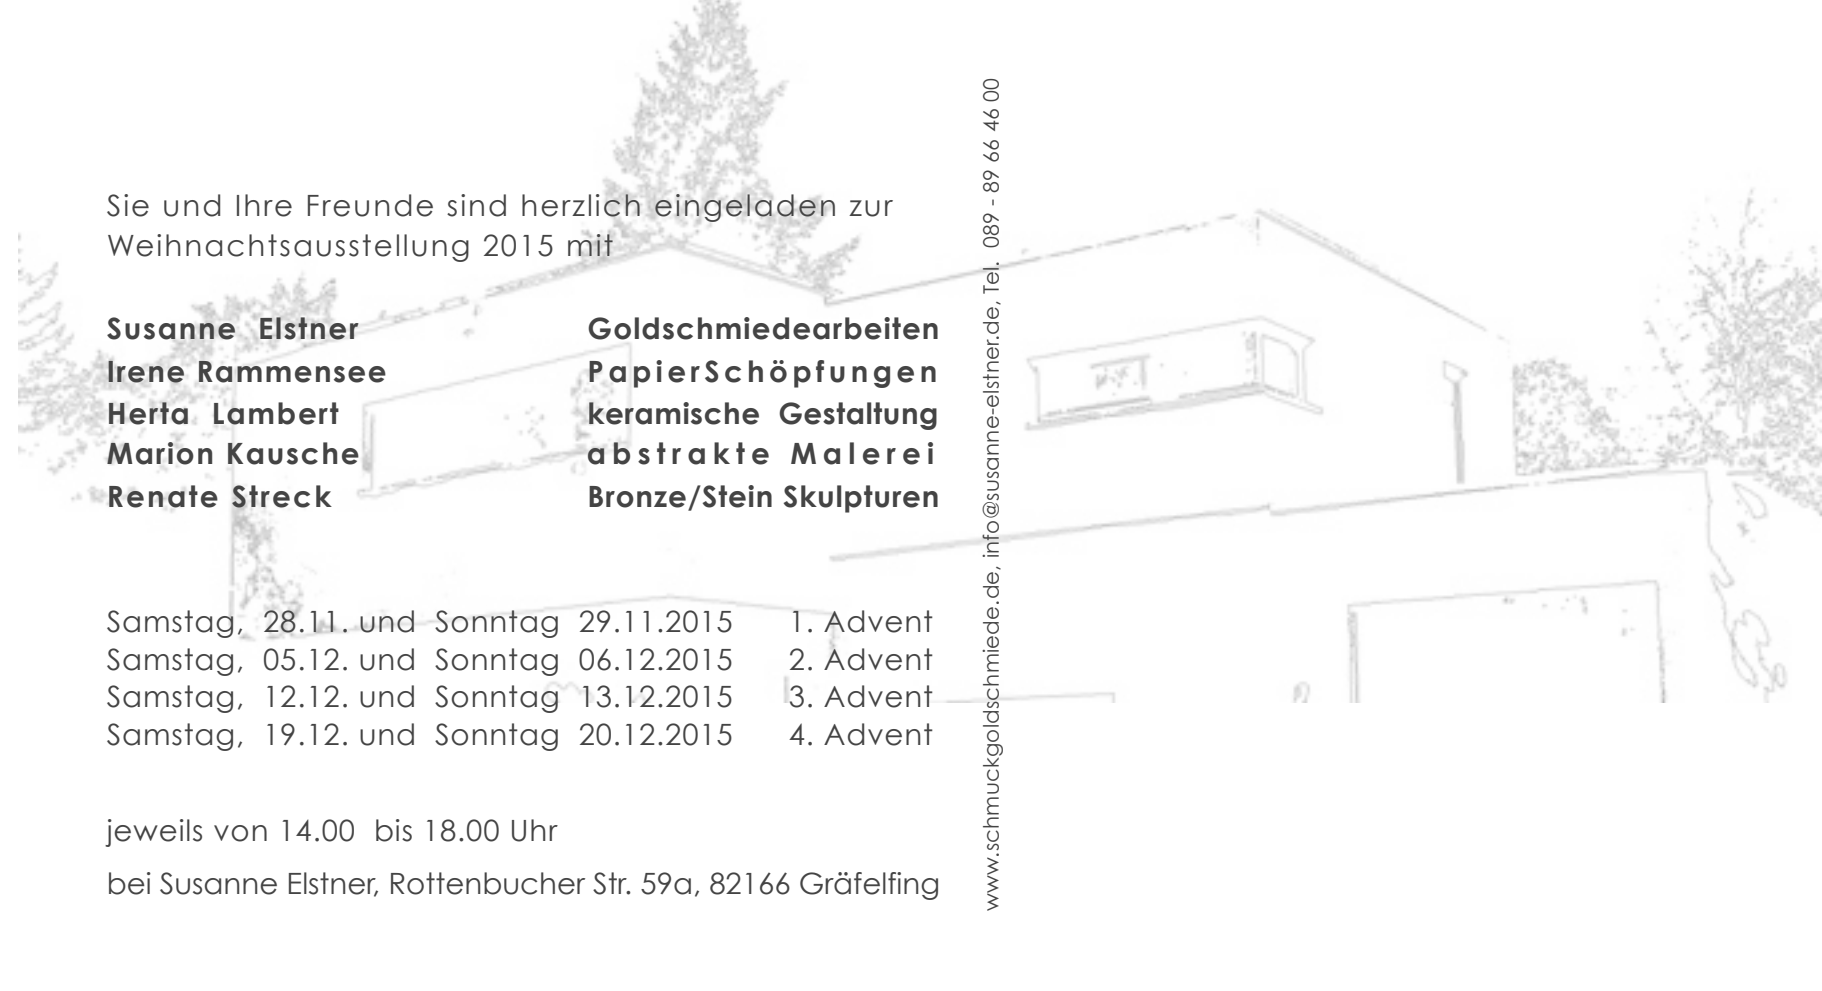 Sie und Ihre Freunde sind herzlich eingeladen zur
Weihnachtsausstellung 2015 mit
Susanne Elstner Goldschmiedearbeiten
Irene Rammensee PapierSchöpfungen
Herta Lambert keramische Gestaltung
Marion Kausche abstrakte Malerei
Renate Streck Bronze/Stein Skulpturen
Samstag, 28.11. und Sonntag 29.11.2015 1. Advent
Samstag, 05.12. und Sonntag 06.12.2015 2. Advent
Samstag, 12.12. und Sonntag 13.12.2015 3. Advent
Samstag, 19.12. und Sonntag 20.12.2015 4. Advent
jeweils von 14.00 bis 18.00 Uhr
bei Susanne Elstner, Rottenbucher Str. 59a, 82166 Gräfelfing
www.schmuckgoldschmiede.de, info@susanne-elstner.de, Tel. 089 - 89 66 46 00